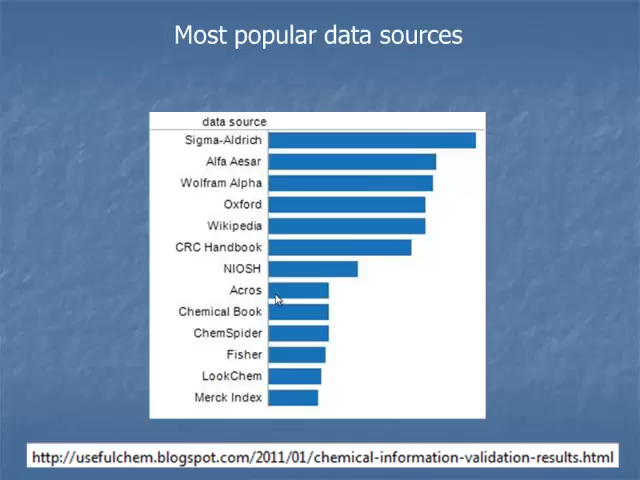 Most popular data sources
data source
Sigma-Aldrich
Alfa Aesar
Wolfram Alpha
Oxford
Wikipedia
CRC Handbook
NIOSH
Acros
Chemical Book
ChemSpider
Fisher
LookChem
Merck Index
http://usefulchem.blogspot.com/2011/01/chemical-information-validation-results.html